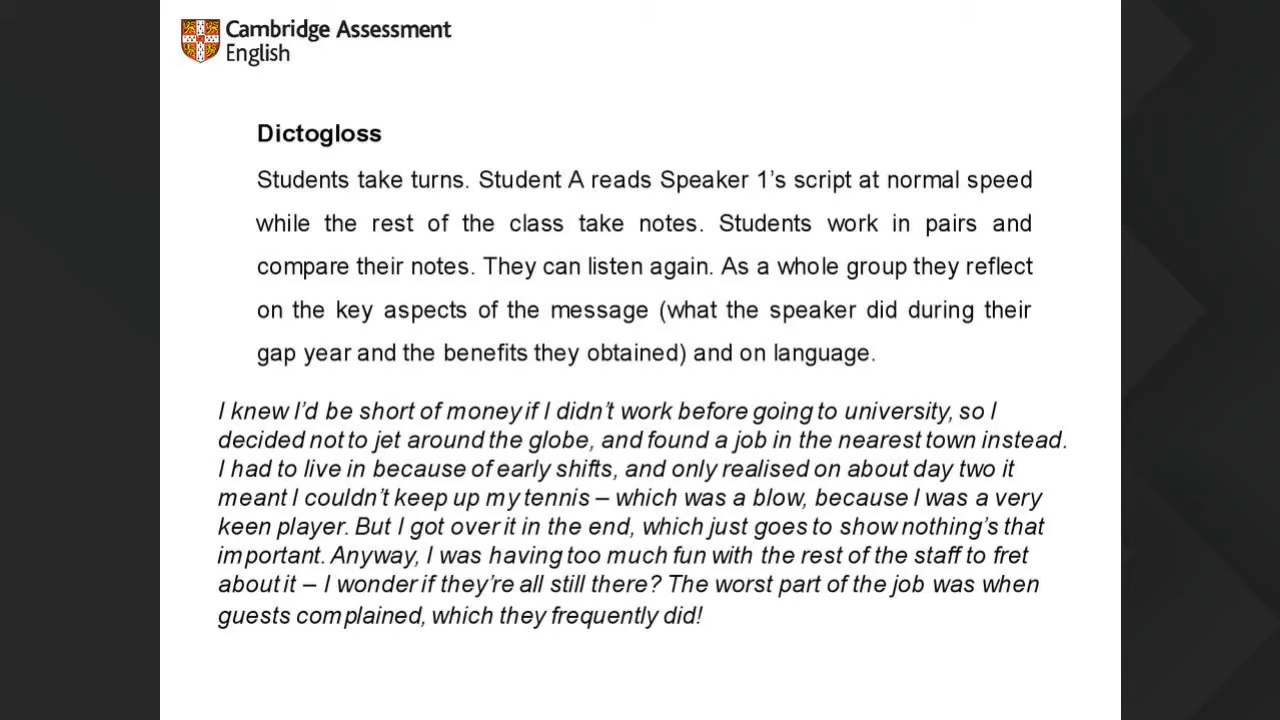 Cambridge Assessment
English
Dictogloss
Students take turns. Student A reads Speaker 1’s script at normal speed
while the rest of the class take notes. Students work in pairs and
compare their notes. They can listen again. As a whole group they reflect
on the key aspects of the message (what the speaker did during their
gap year and the benefits they obtained) and on language.
I knew I’d be short of money if I didn’t work before going to university, so I
decided not to jet around the globe, and found a job in the nearest town instead.
I had to live in because of early shifts, and only realised on about day two it
meant I couldn’t keep up my tennis – which was a blow, because I was a very
keen player. But I got over it in the end, which just goes to show nothing’s that
important. Anyway, I was having too much fun with the rest of the staff to fret
about it – I wonder if they’re all still there? The worst part of the job was when
guests complained, which they frequently did!